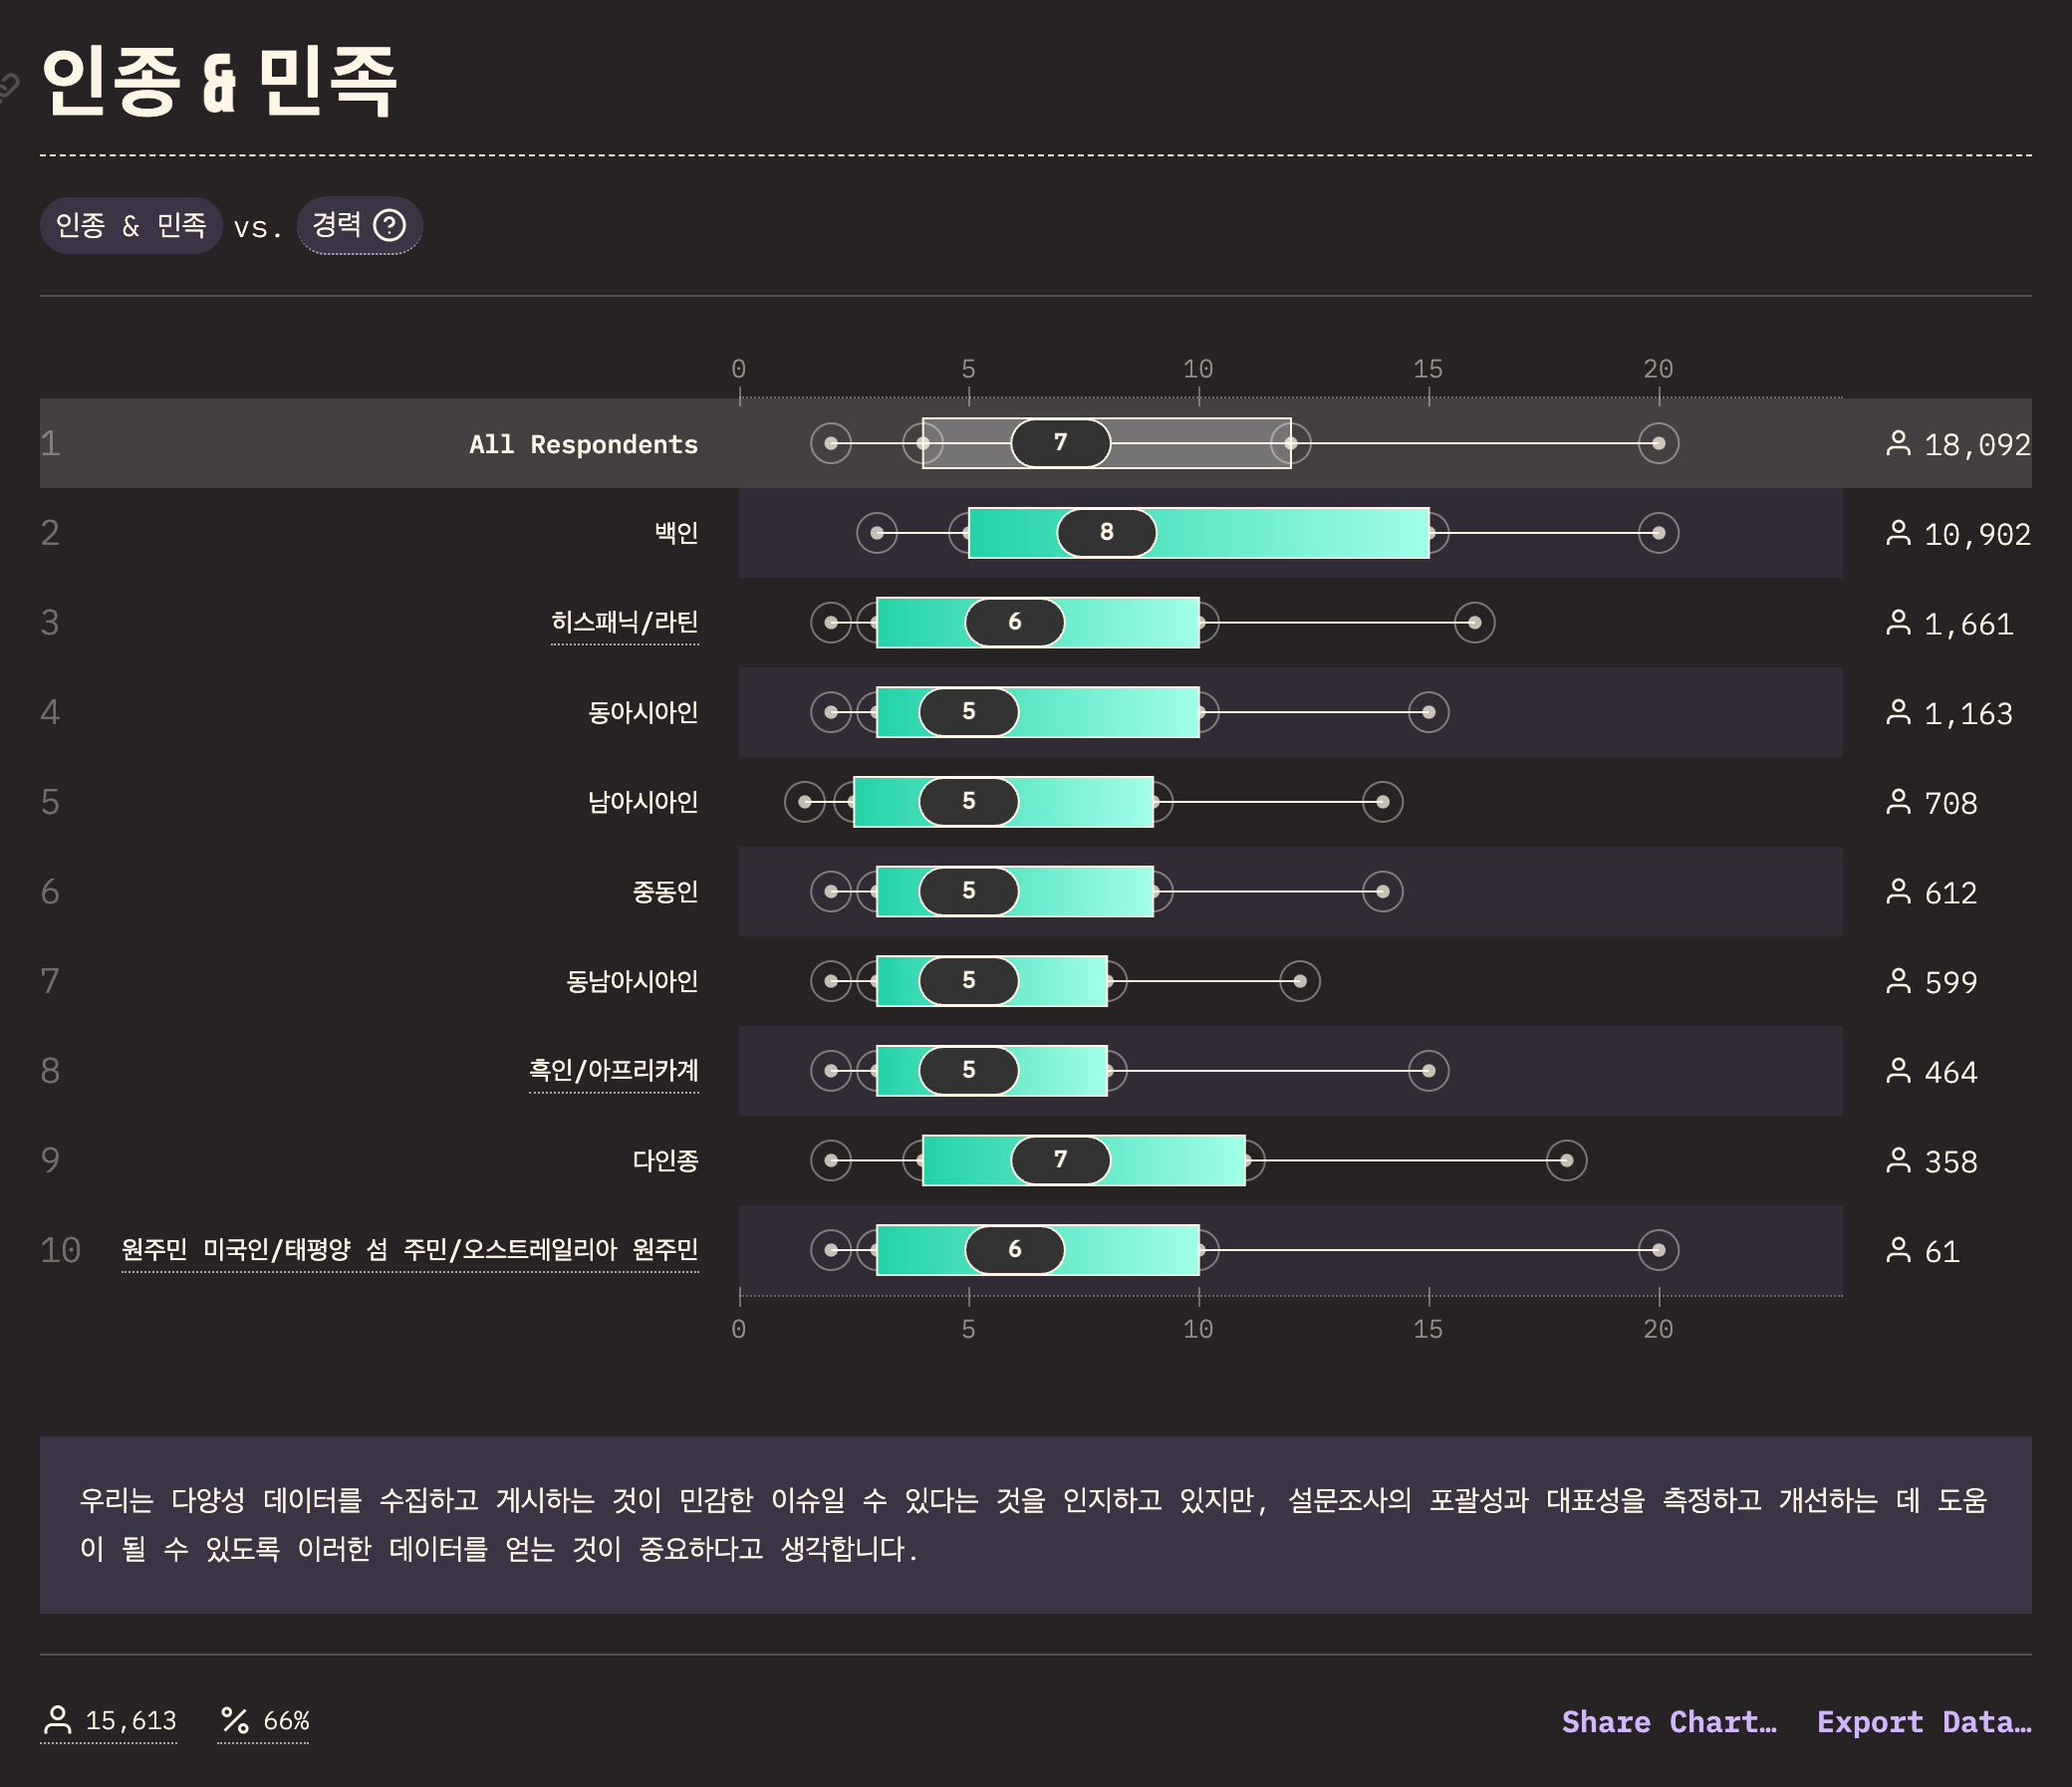 인종 & 민족
인종 & 민족 vs. 경력
0 5 10 15 20
1 All Respondents 7 18,092
2 백인 8 10,902
3 히스패닉/라틴 6 1,661
4 동아시아인 5 1,163
5 남아시아인 5 708
6 중동인 5 612
7 동남아시아인 5 599
8 흑인/아프리카계 5 464
9 다인종 7 358
10 원주민 미국인/태평양 섬 주민/오스트레일리아 원주민 6 61
0 5 10 15 20
우리는 다양성 데이터를 수집하고 게시하는 것이 민감한 이슈일 수 있다는 것을 인지하고 있지만, 설문조사의 포괄성과 대표성을 측정하고 개선하는 데 도움
이 될 수 있도록 이러한 데이터를 얻는 것이 중요하다고 생각합니다.
15,613 66% Share Chart… Export Data…